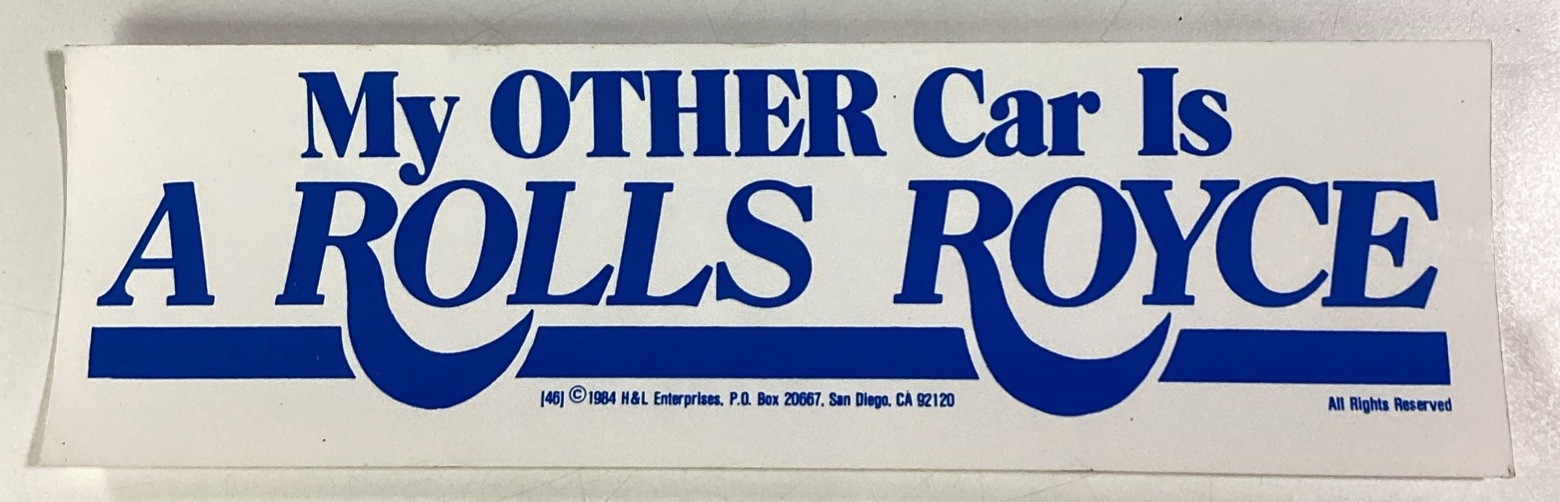 My OTHER Car Is
A ROLLS ROYCE
[46] ©1984 H&L Enterprises, P.O. Box 20667, San Diego, CA 92120
All Rights Reserved